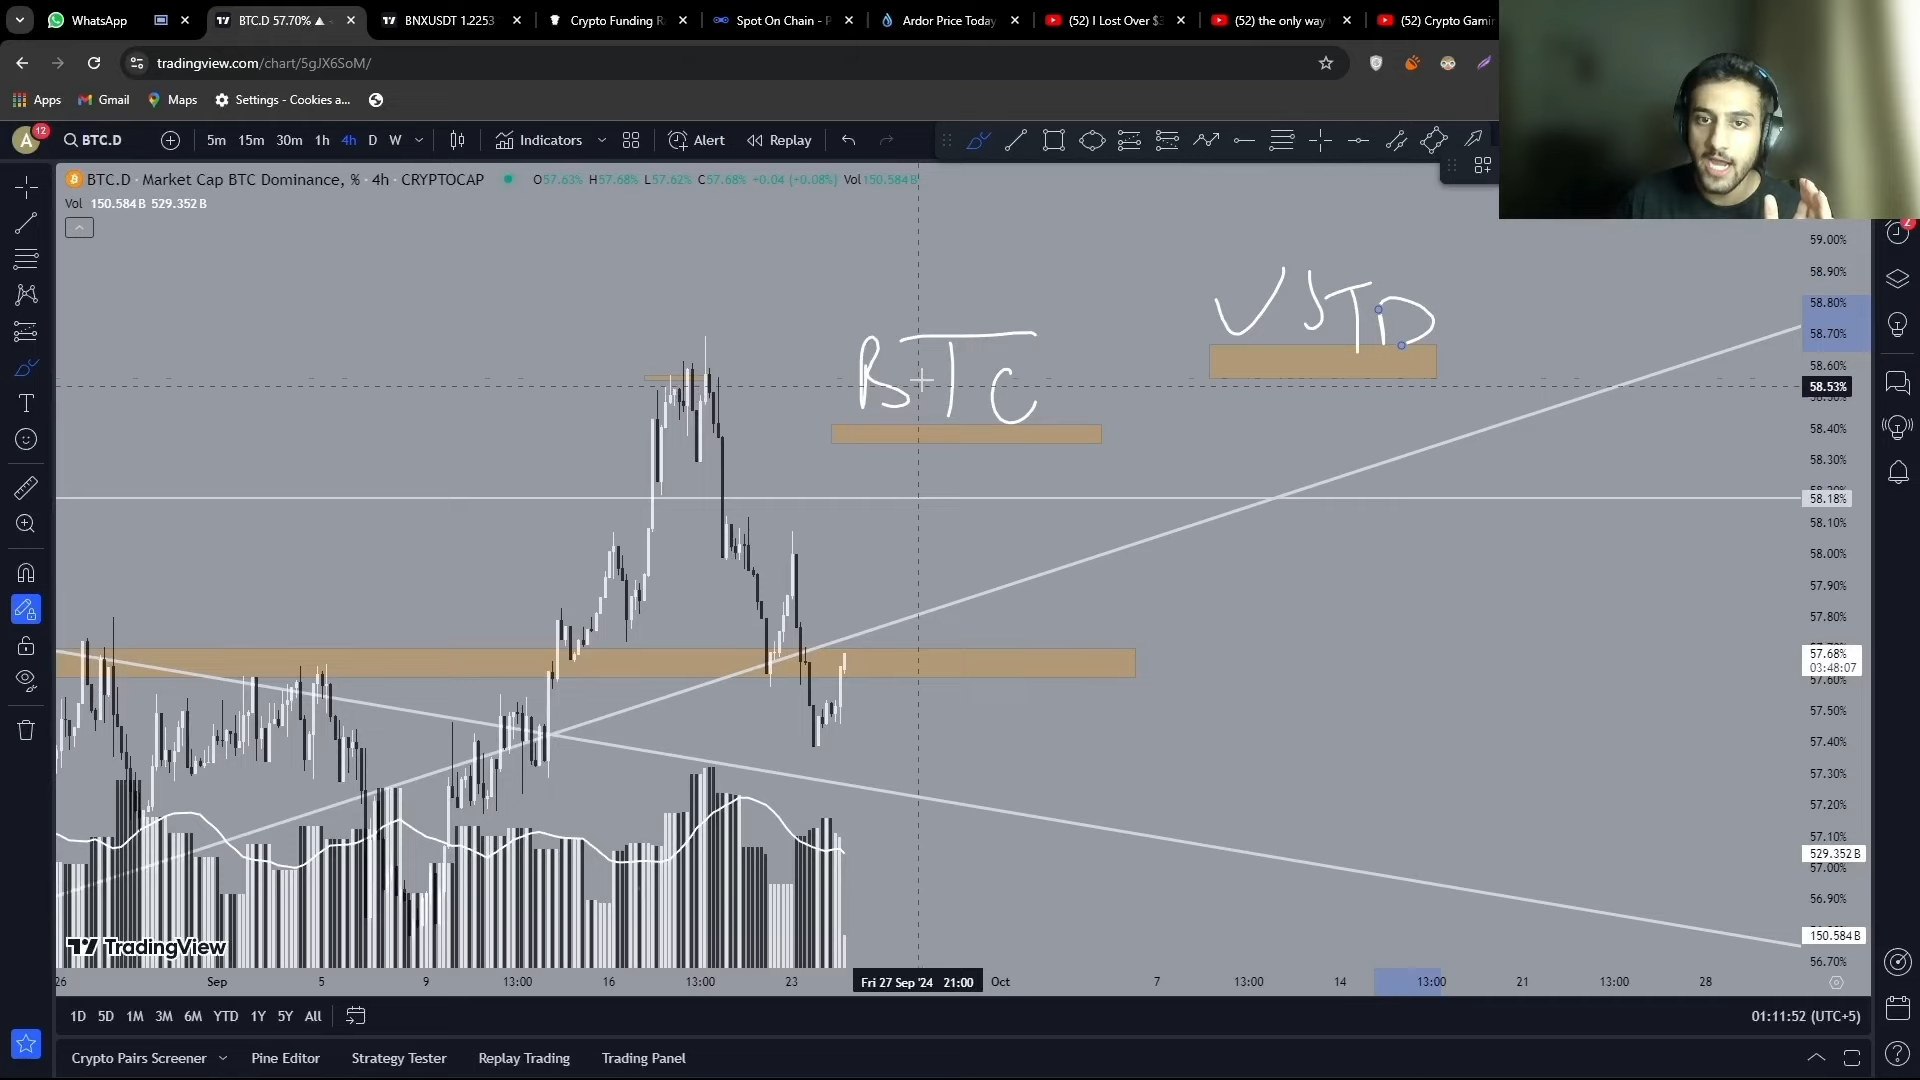 WhatsApp
BTC.D 57.70% ▲
BNXUSDT 1.2253
Crypto Funding R
Spot On Chain - P
Ardor Price Today
(52) I Lost Over $3
(52) the only way
(52) Crypto Gami
tradingview.com/chart/5gJX6SoM/
Apps
Gmail
Maps
Settings - Cookies a...
A
12
BTC.D
5m
15m
30m
1h
4h
D
W
Indicators
Alert
Replay
BTC.D · Market Cap BTC Dominance, % · 4h · CRYPTOCAP
O57.63% H57.68% L57.62% C57.68% +0.04 (+0.08%) Vol150.584B
Vol 150.584B 529.352B
2
USTD
BTC
59.00%
58.90%
58.80%
58.70%
58.60%
58.53%
58.40%
58.30%
58.18%
58.10%
58.00%
57.90%
57.80%
57.68%
03:48:07
57.60%
57.50%
57.40%
57.30%
57.20%
57.10%
529.352B
57.00%
56.90%
150.584B
56.70%
TradingView
26
Sep
5
9
13:00
16
13:00
23
Fri 27 Sep '24 21:00
Oct
7
13:00
14
13:00
21
13:00
28
1D
5D
1M
3M
6M
YTD
1Y
5Y
All
01:11:52 (UTC+5)
Crypto Pairs Screener
Pine Editor
Strategy Tester
Replay Trading
Trading Panel